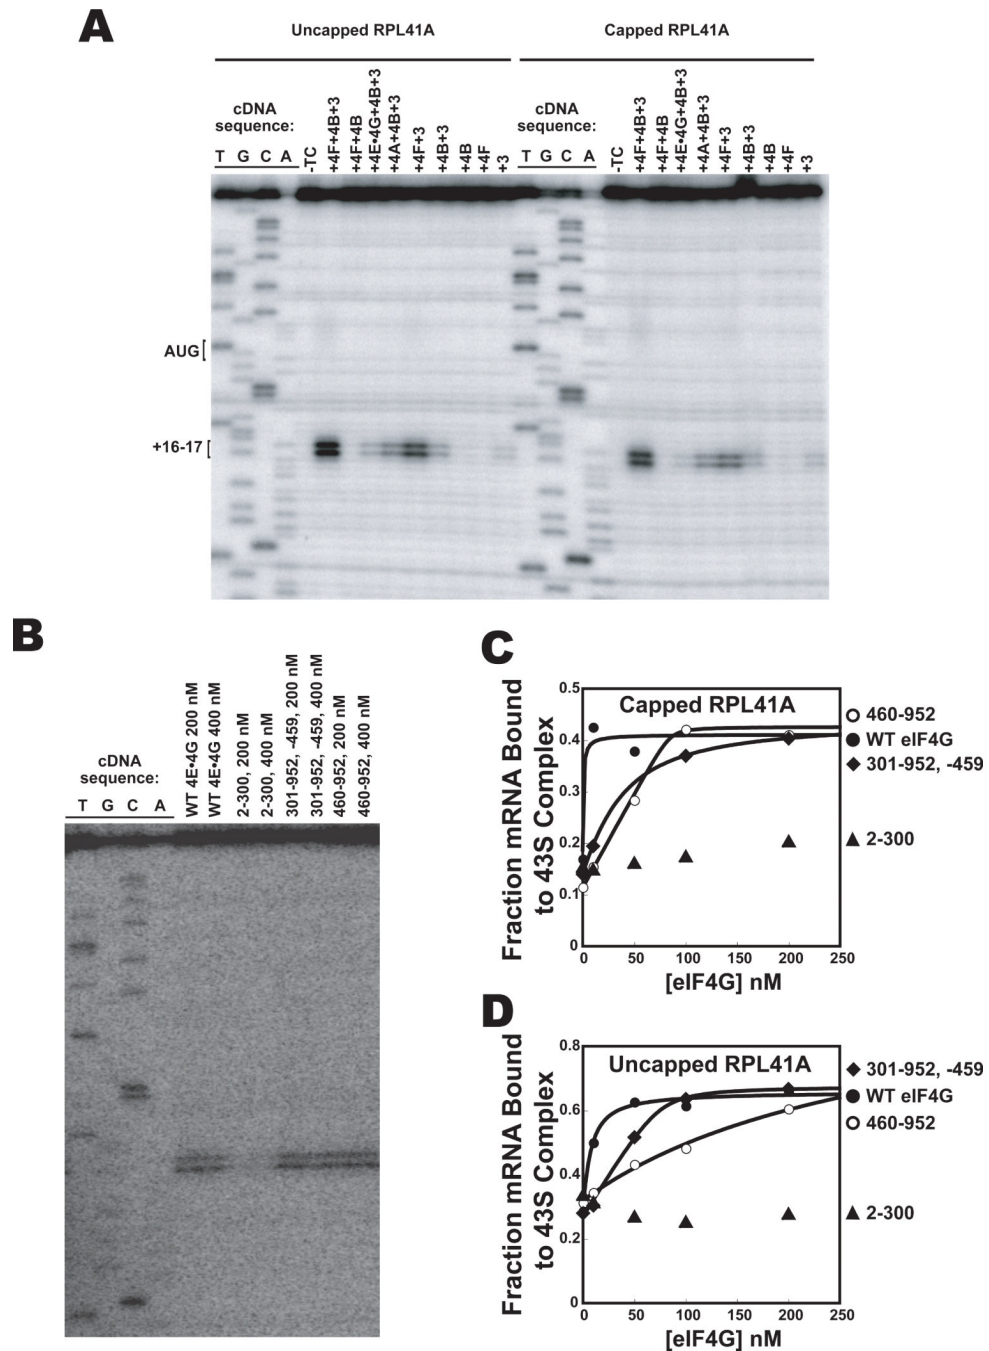 A
Uncapped RPL41A
Capped RPL41A
cDNA
sequence:
T G C A
-TC
+4F+4B+3
+4F+4B
+4E•4G+4B+3
+4A+4B+3
+4F+3
+4B+3
+4B
+4F
+3
cDNA
sequence:
T G C A
-TC
+4F+4B+3
+4F+4B
+4E•4G+4B+3
+4A+4B+3
+4F+3
+4B+3
+4B
+4F
+3
AUG
+16-17
B
cDNA
sequence:
T G C A
WT 4E•4G 200 nM
WT 4E•4G 400 nM
2-300, 200 nM
2-300, 400 nM
301-952, -459, 200 nM
301-952, -459, 400 nM
460-952, 200 nM
460-952, 400 nM
C
Fraction mRNA Bound
to 43S Complex
0.5
0.4
0.3
0.2
0.1
0
Capped RPL41A
460-952
WT eIF4G
301-952, -459
2-300
0 50 100 150 200 250
[eIF4G] nM
D
Fraction mRNA Bound
to 43S Complex
0.8
0.6
0.4
0.2
0
Uncapped RPL41A
301-952, -459
WT eIF4G
460-952
2-300
0 50 100 150 200 250
[eIF4G] nM